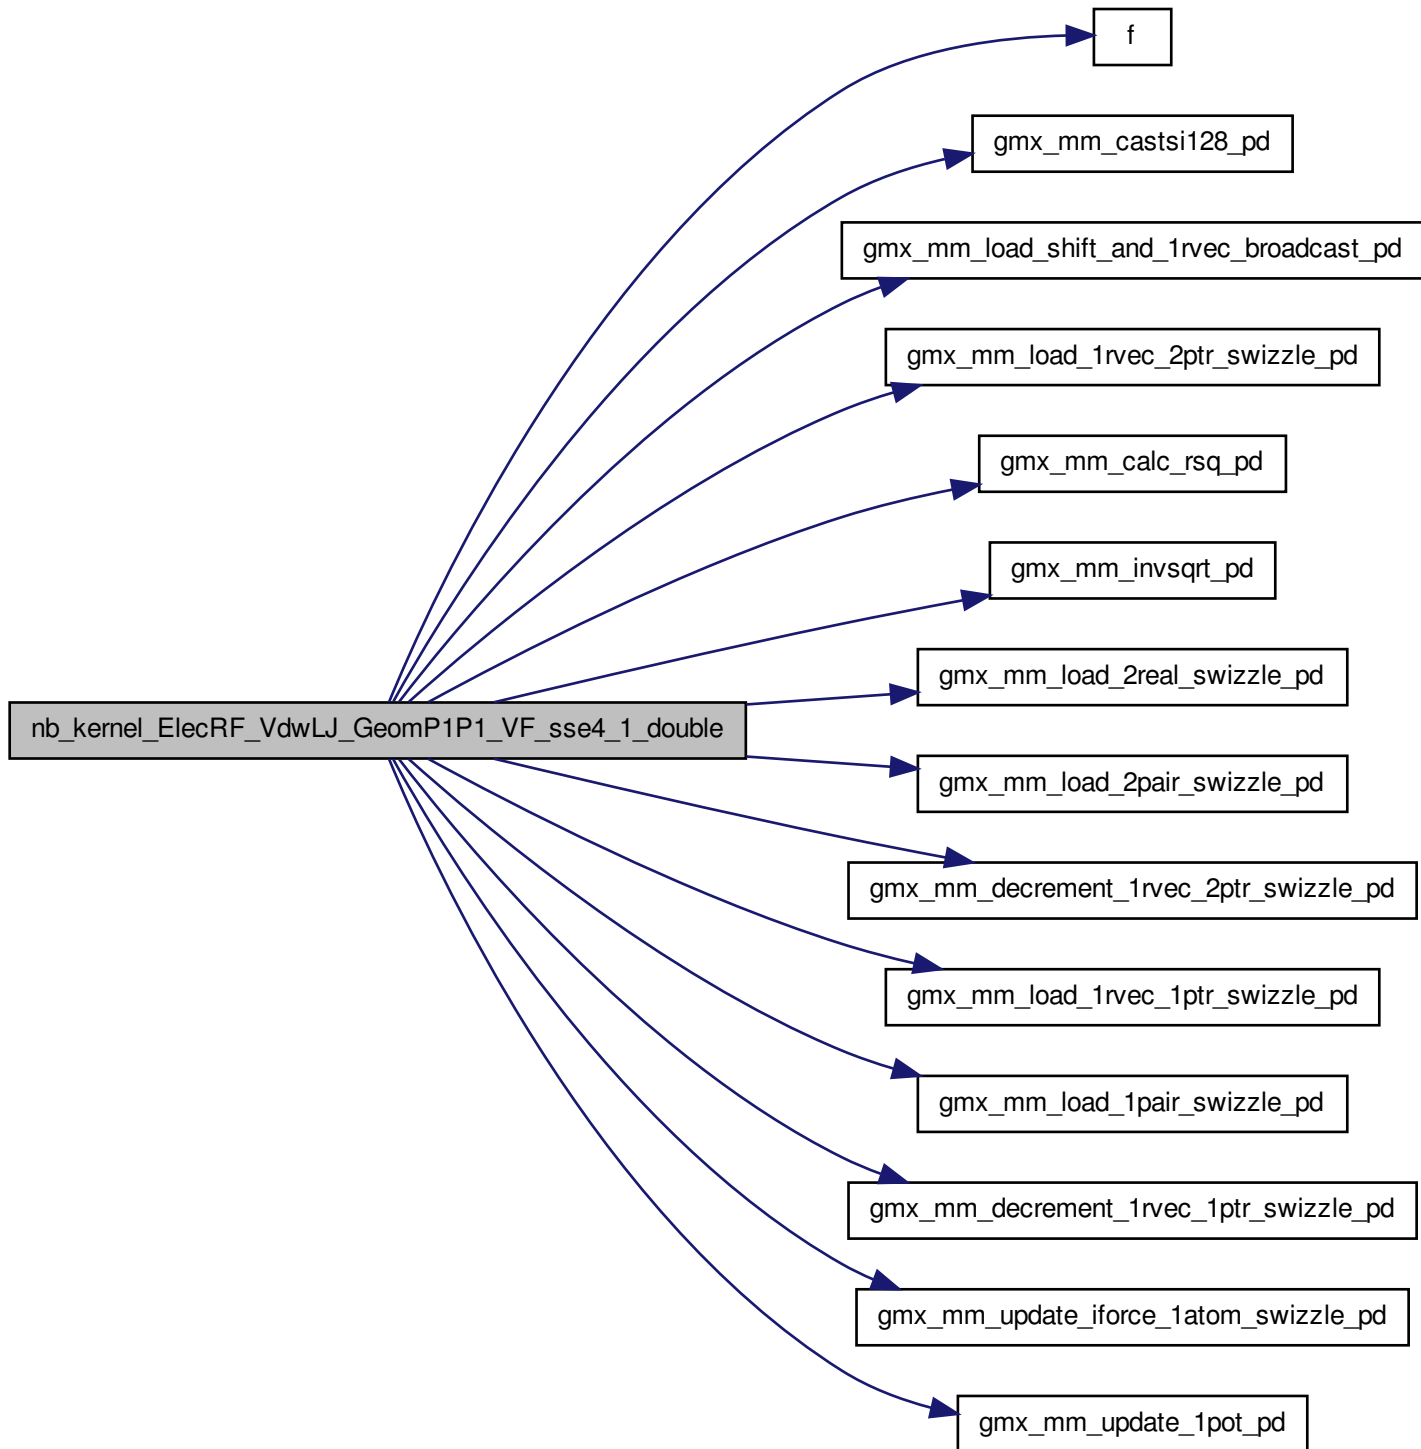 f
gmx_mm_castsi128_pd
gmx_mm_load_shift_and_1rvec_broadcast_pd
gmx_mm_load_1rvec_2ptr_swizzle_pd
gmx_mm_calc_rsq_pd
gmx_mm_invsqrt_pd
gmx_mm_load_2real_swizzle_pd
nb_kernel_ElecRF_VdwLJ_GeomP1P1_VF_sse4_1_double
gmx_mm_load_2pair_swizzle_pd
gmx_mm_decrement_1rvec_2ptr_swizzle_pd
gmx_mm_load_1rvec_1ptr_swizzle_pd
gmx_mm_load_1pair_swizzle_pd
gmx_mm_decrement_1rvec_1ptr_swizzle_pd
gmx_mm_update_iforce_1atom_swizzle_pd
gmx_mm_update_1pot_pd